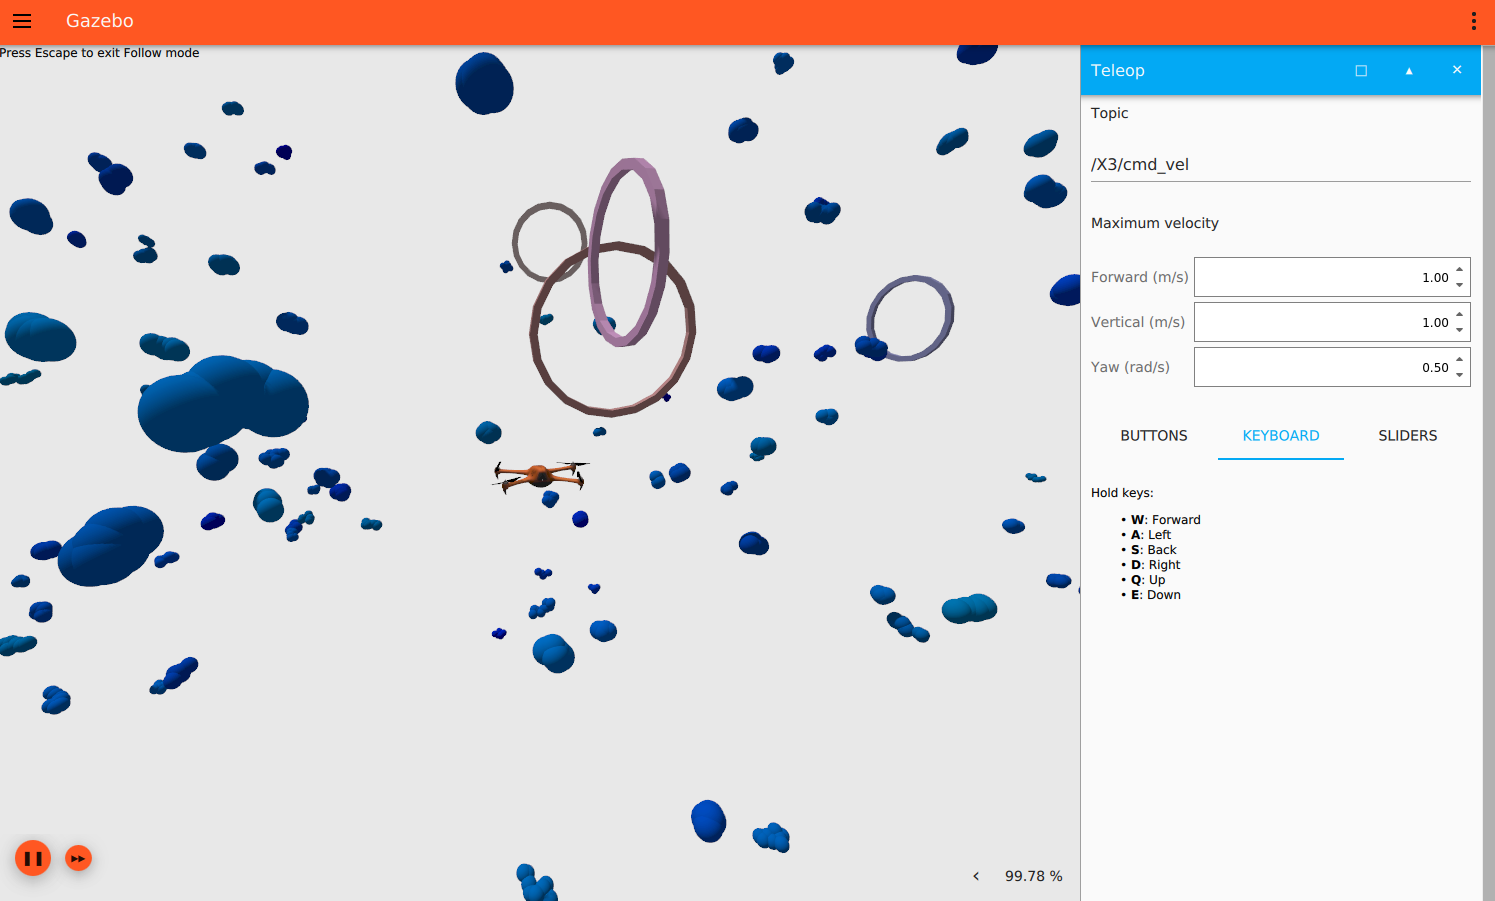 Gazebo
Press Escape to exit Follow mode
Teleop
Topic
/X3/cmd_vel
Maximum velocity
Forward (m/s) 1.00
Vertical (m/s) 1.00
Yaw (rad/s) 0.50
BUTTONS KEYBOARD SLIDERS
Hold keys:
• W: Forward
• A: Left
• S: Back
• D: Right
• Q: Up
• E: Down
99.78 %